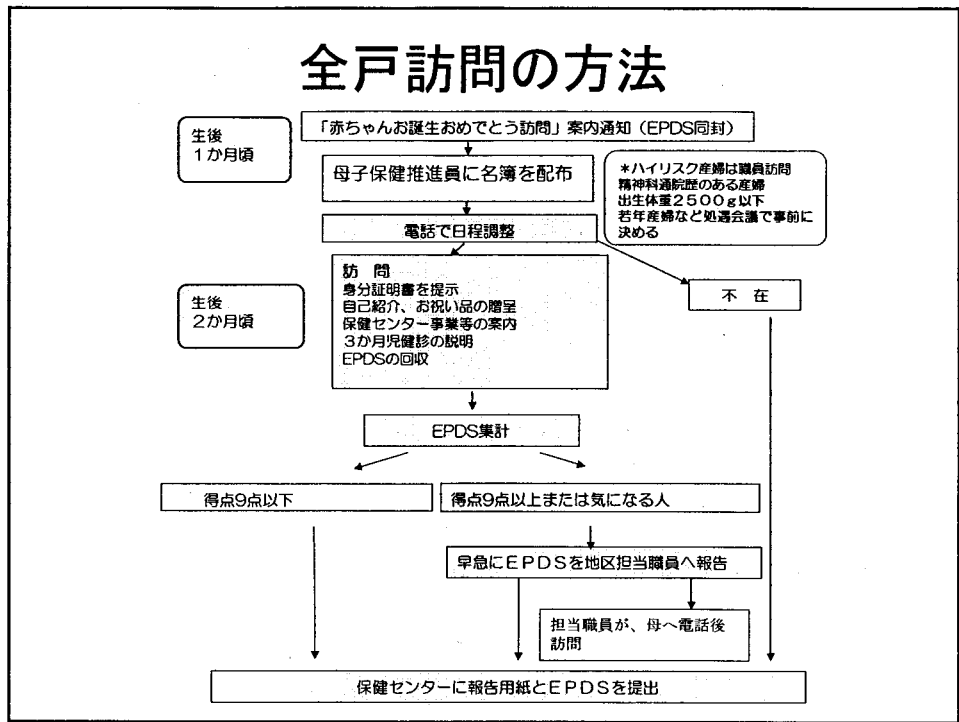 全戸訪問の方法
生後
1か月頃
「赤ちゃんお誕生おめでとう訪問」案内通知（EPDS同封）
母子保健推進員に名簿を配布
＊ハイリスク産婦は職員訪問
精神科通院歴のある産婦
出生体重２５００ｇ以下
若年産婦など処遇会議で事前に
決める
電話で日程調整
生後
２か月頃
訪　問
身分証明書を提示
自己紹介、お祝い品の贈呈
保健センター事業等の案内
３か月児健診の説明
EPDSの回収
不　在
EPDS集計
得点9点以下
得点9点以上または気になる人
早急にＥＰＤＳを地区担当職員へ報告
担当職員が、母へ電話後
訪問
保健センターに報告用紙とＥＰＤＳを提出